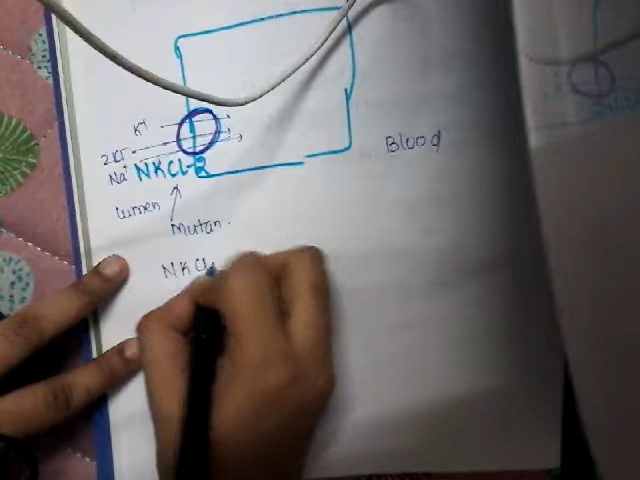 K+
2Cl-
Na+
NKCl-2
Blood
lumen
Mutan.
NKCl